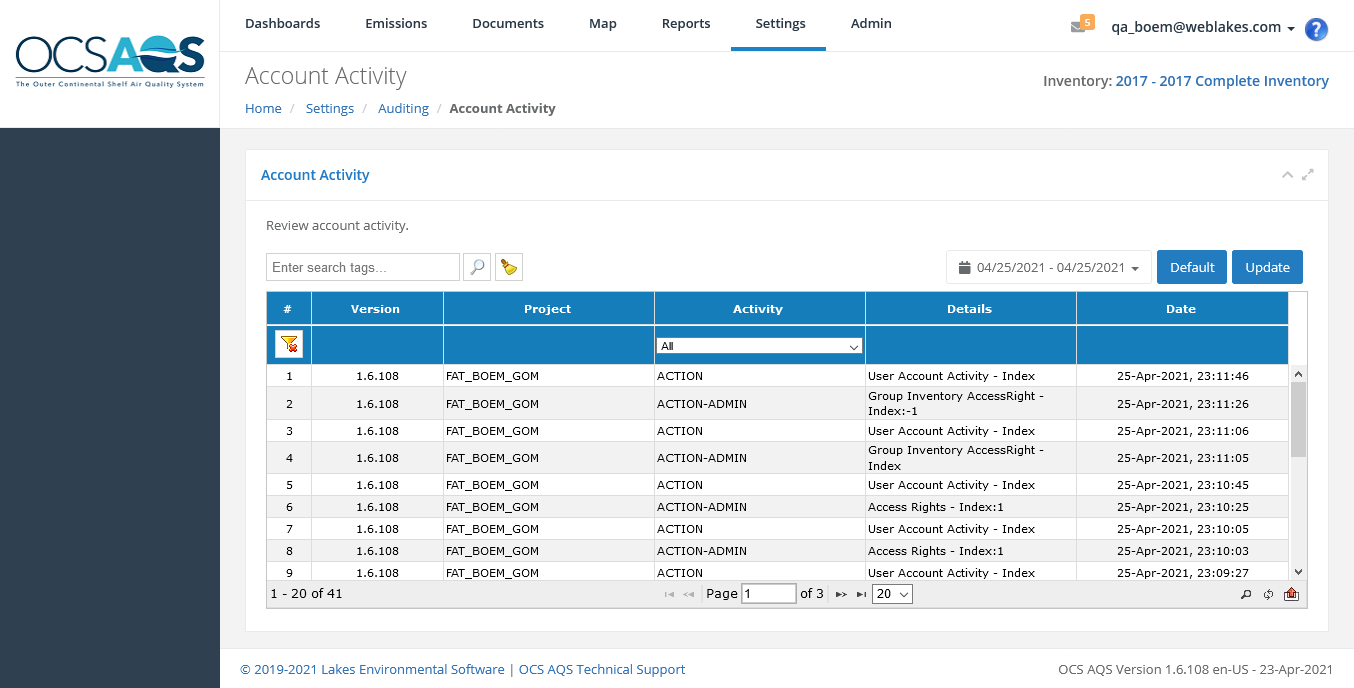 OCSAQS
The Outer Continental Shelf Air Quality System
Dashboards Emissions Documents Map Reports Settings Admin
5 qa_boem@weblakes.com ?
Account Activity
Inventory: 2017 - 2017 Complete Inventory
Home / Settings / Auditing / Account Activity
Account Activity
Review account activity.
Enter search tags... 04/25/2021 - 04/25/2021 Default Update
# Version Project Activity Details Date
All
1 1.6.108 FAT_BOEM_GOM ACTION User Account Activity - Index 25-Apr-2021, 23:11:46
2 1.6.108 FAT_BOEM_GOM ACTION-ADMIN Group Inventory AccessRight - 25-Apr-2021, 23:11:26
Index:-1
3 1.6.108 FAT_BOEM_GOM ACTION User Account Activity - Index 25-Apr-2021, 23:11:06
4 1.6.108 FAT_BOEM_GOM ACTION-ADMIN Group Inventory AccessRight - 25-Apr-2021, 23:11:05
Index
5 1.6.108 FAT_BOEM_GOM ACTION User Account Activity - Index 25-Apr-2021, 23:10:45
6 1.6.108 FAT_BOEM_GOM ACTION-ADMIN Access Rights - Index:1 25-Apr-2021, 23:10:25
7 1.6.108 FAT_BOEM_GOM ACTION User Account Activity - Index 25-Apr-2021, 23:10:05
8 1.6.108 FAT_BOEM_GOM ACTION-ADMIN Access Rights - Index:1 25-Apr-2021, 23:10:03
9 1.6.108 FAT_BOEM_GOM ACTION User Account Activity - Index 25-Apr-2021, 23:09:27
1 - 20 of 41 Page 1 of 3 20
© 2019-2021 Lakes Environmental Software | OCS AQS Technical Support OCS AQS Version 1.6.108 en-US - 23-Apr-2021